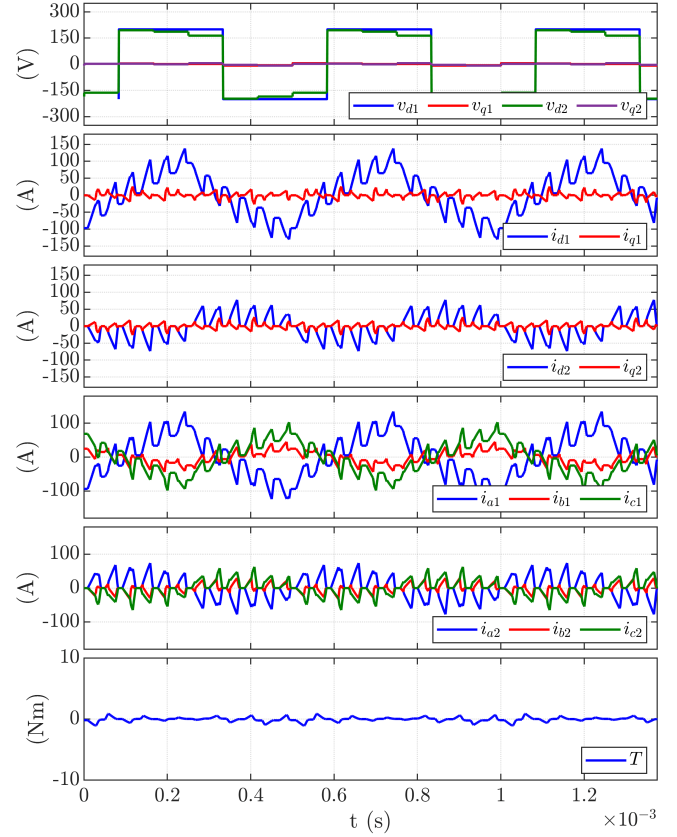 300
150
0
-150
-300
(V)
v_{d1} v_{q1} v_{d2} v_{q2}
150
100
50
0
-50
-100
-150
(A)
i_{d1} i_{q1}
150
100
50
0
-50
-100
-150
(A)
i_{d2} i_{q2}
100
0
-100
(A)
i_{a1} i_{b1} i_{c1}
100
0
-100
(A)
i_{a2} i_{b2} i_{c2}
10
0
-10
(Nm)
T
0 0.2 0.4 0.6 0.8 1 1.2
t (s)
×10^{-3}